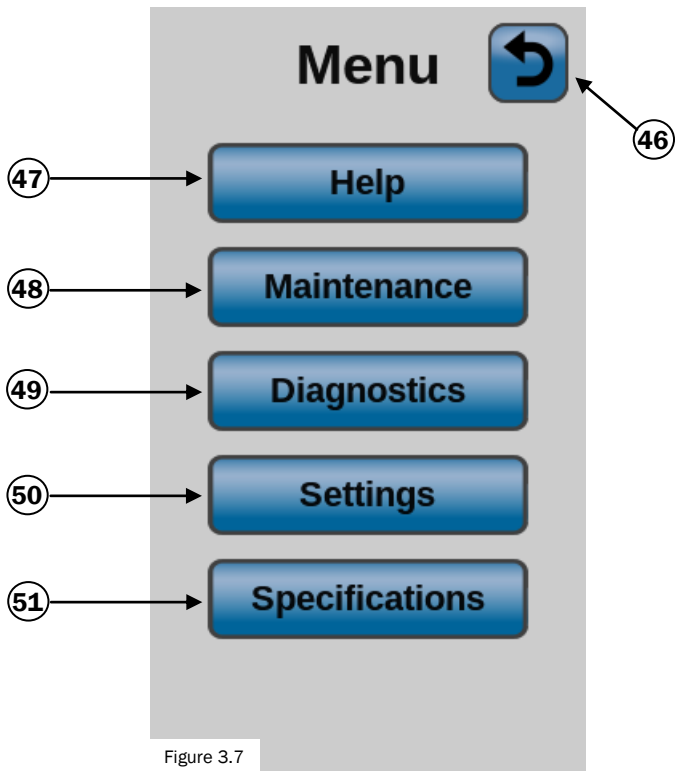 Menu
46
47
Help
48
Maintenance
49
Diagnostics
50
Settings
51
Specifications
Figure 3.7